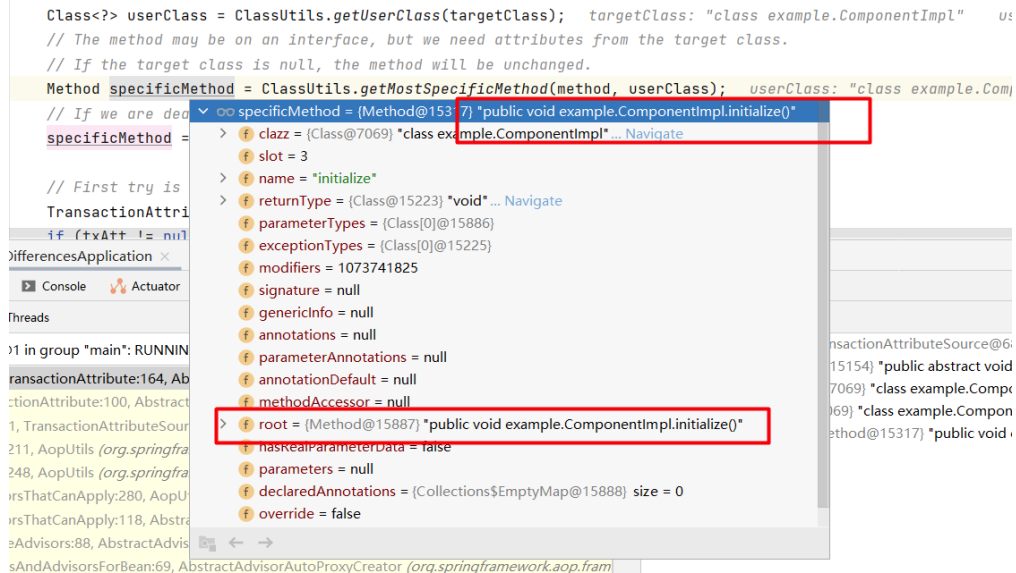 Class<?> userClass = ClassUtils.getUserClass(targetClass);   targetClass: "class example.ComponentImpl"
// The method may be on an interface, but we need attributes from the target class.
// If the target class is null, the method will be unchanged.
Method specificMethod = ClassUtils.getMostSpecificMethod(method, userClass);   userClass: "class example.Comp
// If we are dea
specificMethod =
// First try is
TransactionAttri
if (txAtt != nul
specificMethod = {Method@15317} "public void example.ComponentImpl.initialize()"
clazz = {Class@7069} "class example.ComponentImpl"... Navigate
slot = 3
name = "initialize"
returnType = {Class@15223} "void"... Navigate
parameterTypes = {Class[0]@15886}
exceptionTypes = {Class[0]@15225}
modifiers = 1073741825
signature = null
genericInfo = null
annotations = null
parameterAnnotations = null
annotationDefault = null
methodAccessor = null
root = {Method@15887} "public void example.ComponentImpl.initialize()"
hasRealParameterData = false
parameters = null
declaredAnnotations = {Collections$EmptyMap@15888} size = 0
override = false
DifferencesApplication
Console
Actuator
Threads
@1 in group "main": RUNNIN
ransactionAttribute:164, Ab
ctionAttribute:100, Abstrac
1, TransactionAttributeSour
211, AopUtils (org.springfra
248, AopUtils (org.springfra
orsThatCanApply:280, AopU
orsThatCanApply:118, Abstra
eAdvisors:88, AbstractAdvis
esAndAdvisorsForBean:69, AbstractAdvisorAutoProxyCreator (org.springframework.aop.fram
nsactionAttributeSource@68
15154} "public abstract void
7069} "class example.Compo
069} "class example.Compon
ethod@15317} "public void